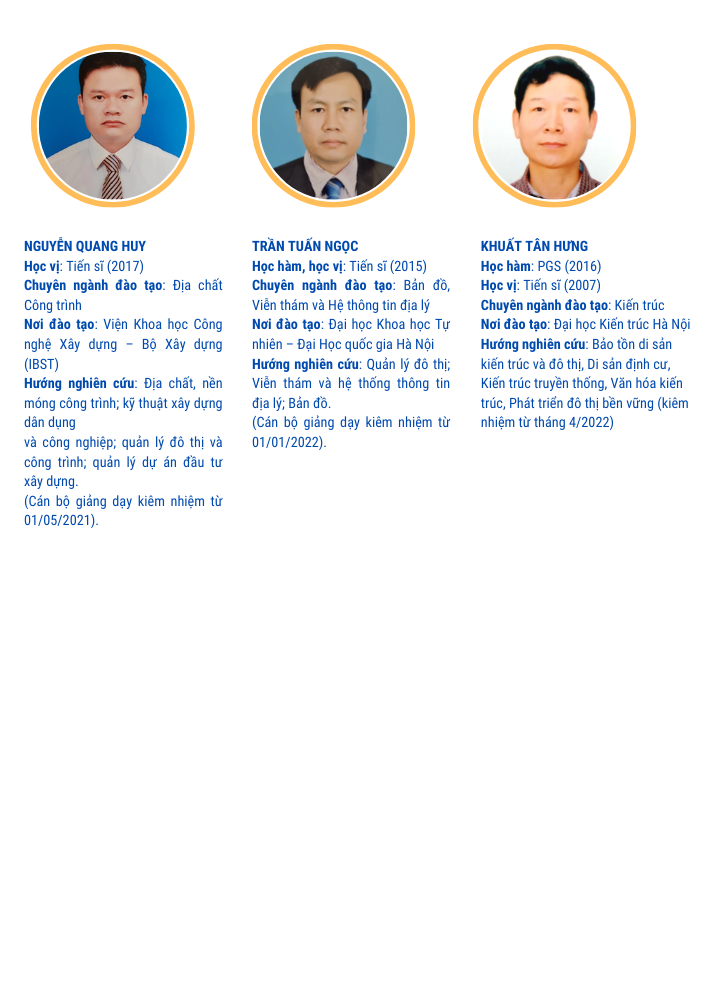 NGUYỄN QUANG HUY
Học vị: Tiến sĩ (2017)
Chuyên ngành đào tạo: Địa chất
Công trình
Nơi đào tạo: Viện Khoa học Công
nghệ Xây dựng – Bộ Xây dựng
(IBST)
Hướng nghiên cứu: Địa chất, nền
móng công trình; kỹ thuật xây dựng
dân dụng
và công nghiệp; quản lý đô thị và
công trình; quản lý dự án đầu tư
xây dựng.
(Cán bộ giảng dạy kiêm nhiệm từ
01/05/2021).
TRẦN TUẤN NGỌC
Học hàm, học vị: Tiến sĩ (2015)
Chuyên ngành đào tạo: Bản đồ,
Viễn thám và Hệ thông tin địa lý
Nơi đào tạo: Đại học Khoa học Tự
nhiên – Đại Học quốc gia Hà Nội
Hướng nghiên cứu: Quản lý đô thị;
Viễn thám và hệ thống thông tin
địa lý; Bản đồ.
(Cán bộ giảng dạy kiêm nhiệm từ
01/01/2022).
KHUẤT TÂN HƯNG
Học hàm: PGS (2016)
Học vị: Tiến sĩ (2007)
Chuyên ngành đào tạo: Kiến trúc
Nơi đào tạo: Đại học Kiến trúc Hà Nội
Hướng nghiên cứu: Bảo tồn di sản
kiến trúc và đô thị, Di sản định cư,
Kiến trúc truyền thống, Văn hóa kiến
trúc, Phát triển đô thị bền vững (kiêm
nhiệm từ tháng 4/2022)